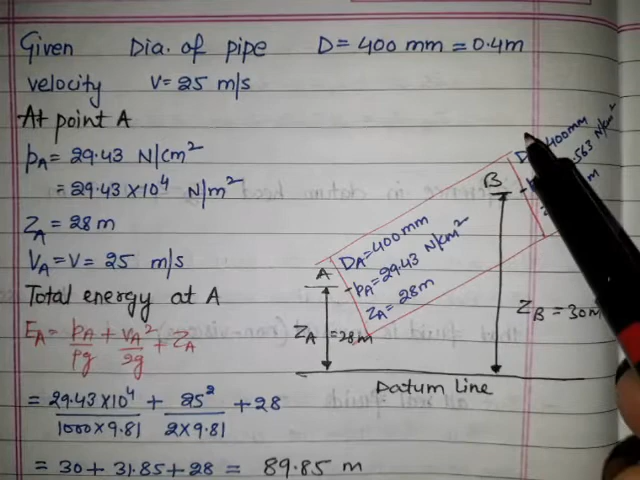 Given Dia. of pipe D = 400 mm = 0.4m
velocity V = 25 m/s
At point A
pA = 29.43 N/cm²
= 29.43×10⁴ N/m²
ZA = 28 m
VA = V = 25 m/s
Total energy at A
EA = pA/ρg + VA²/2g + ZA
= 29.43×10⁴/1000×9.81 + 25²/2×9.81 + 28
= 30 + 31.85 + 28 = 89.85 m
400mm
.563 N/cm²
m
B
DA = 400mm
A
pA = 29.43 N/cm²
ZA = 28m
ZA = 28m
ZB = 30m
Datum Line